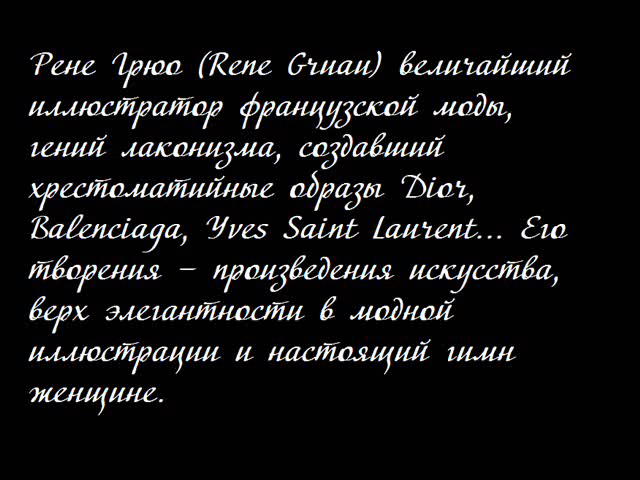 Рене Грюо (Rene Gruau) величайший
иллюстратор французской моды,
гений лаконизма, создавший
хрестоматийные образы Dior,
Balenciaga, Yves Saint Laurent... Его
творения – произведения искусства,
верх элегантности в модной
иллюстрации и настоящий гимн
женщине.